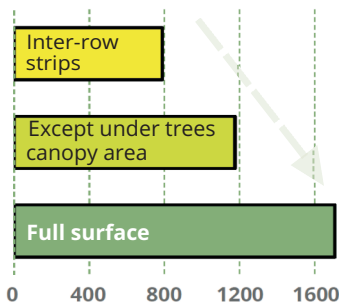 Inter-row
strips
Except under trees
canopy area
Full surface
0 400 800 1200 1600